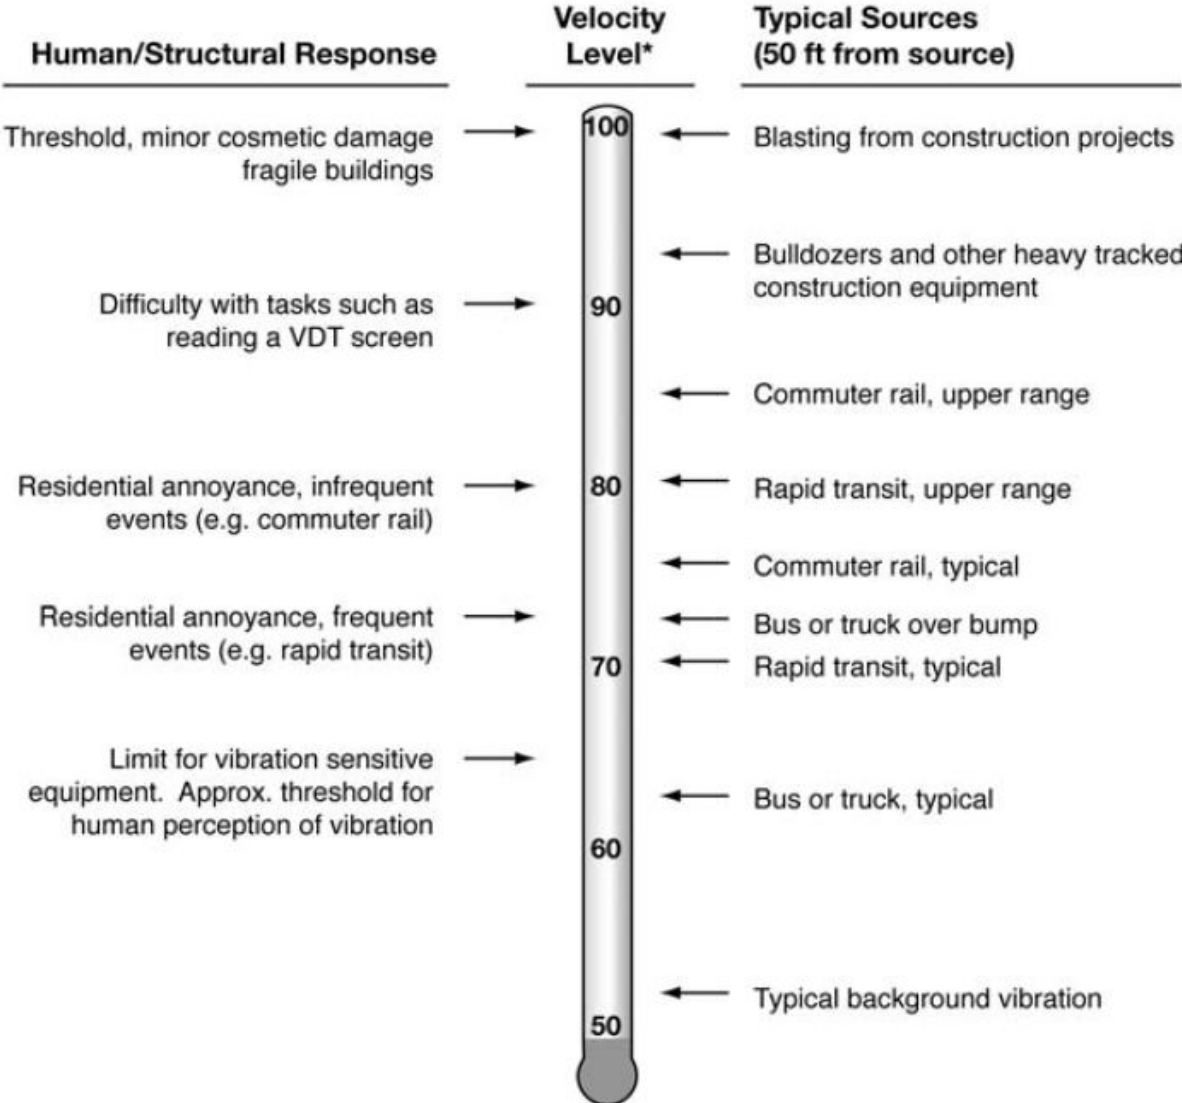 Human/Structural Response
Velocity
Level*
Typical Sources
(50 ft from source)
Threshold, minor cosmetic damage
fragile buildings
100
Blasting from construction projects
Bulldozers and other heavy tracked
construction equipment
Difficulty with tasks such as
reading a VDT screen
90
Commuter rail, upper range
Residential annoyance, infrequent
events (e.g. commuter rail)
80
Rapid transit, upper range
Commuter rail, typical
Residential annoyance, frequent
events (e.g. rapid transit)
Bus or truck over bump
70
Rapid transit, typical
Limit for vibration sensitive
equipment. Approx. threshold for
human perception of vibration
Bus or truck, typical
60
Typical background vibration
50